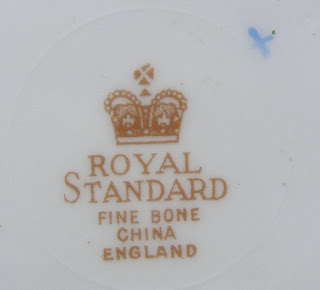 ROYAL
STANDARD
FINE BONE
CHINA
ENGLAND